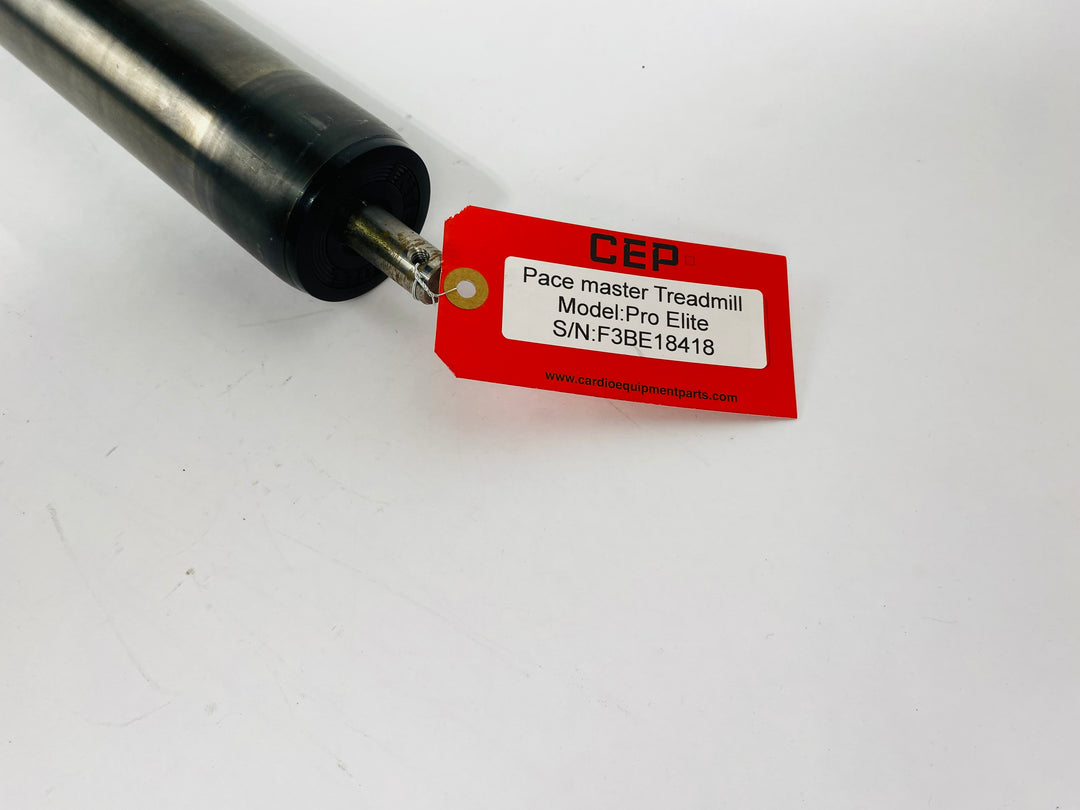 CEP
Pace master Treadmill
Model:Pro Elite
S/N:F3BE18418
www.cardioequipmentparts.com